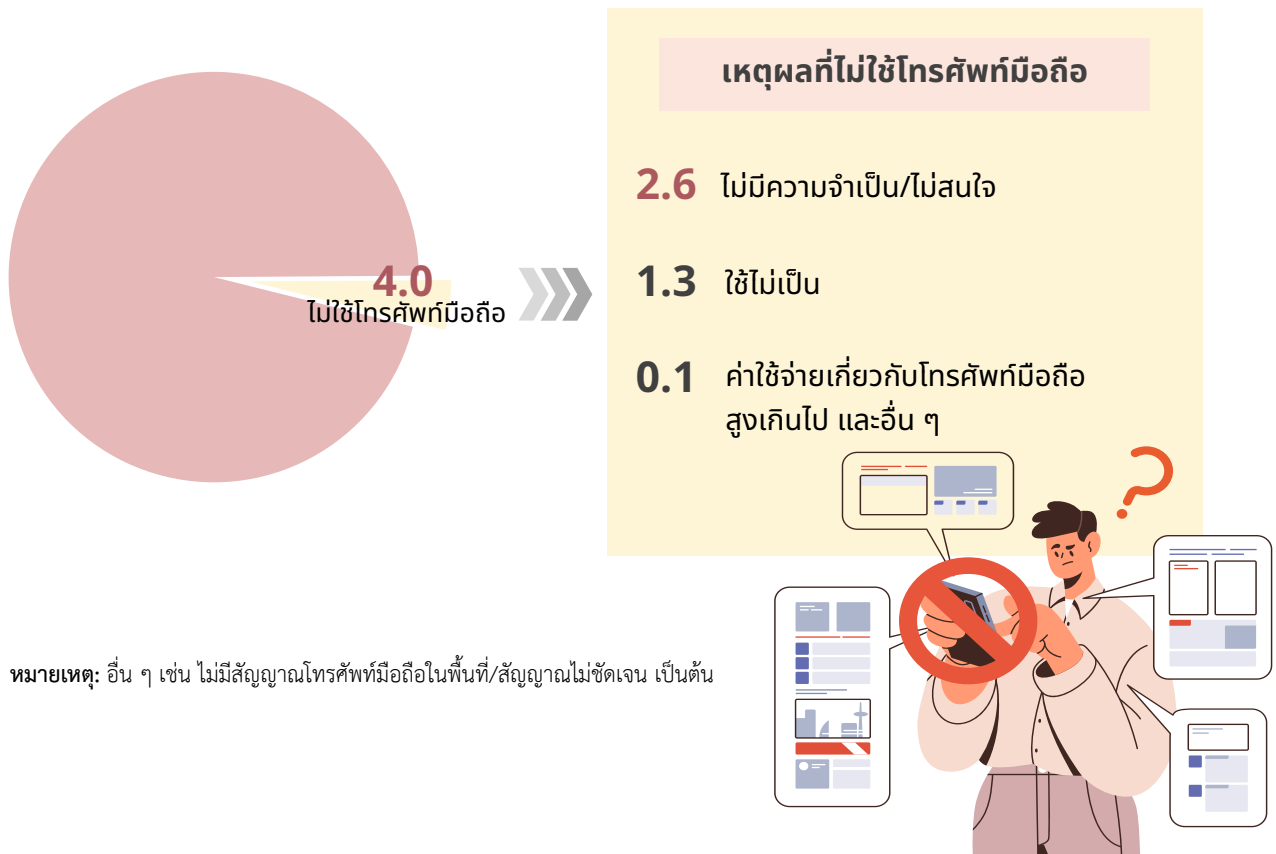 เหตุผลที่ไม่ใช้โทรศัพท์มือถือ
4.0
ไม่ใช้โทรศัพท์มือถือ
2.6 ไม่มีความจำเป็น/ไม่สนใจ
1.3 ใช้ไม่เป็น
0.1 ค่าใช้จ่ายเกี่ยวกับโทรศัพท์มือถือ
สูงเกินไป และอื่น ๆ
หมายเหตุ: อื่น ๆ เช่น ไม่มีสัญญาณโทรศัพท์มือถือในพื้นที่/สัญญาณไม่ชัดเจน เป็นต้น